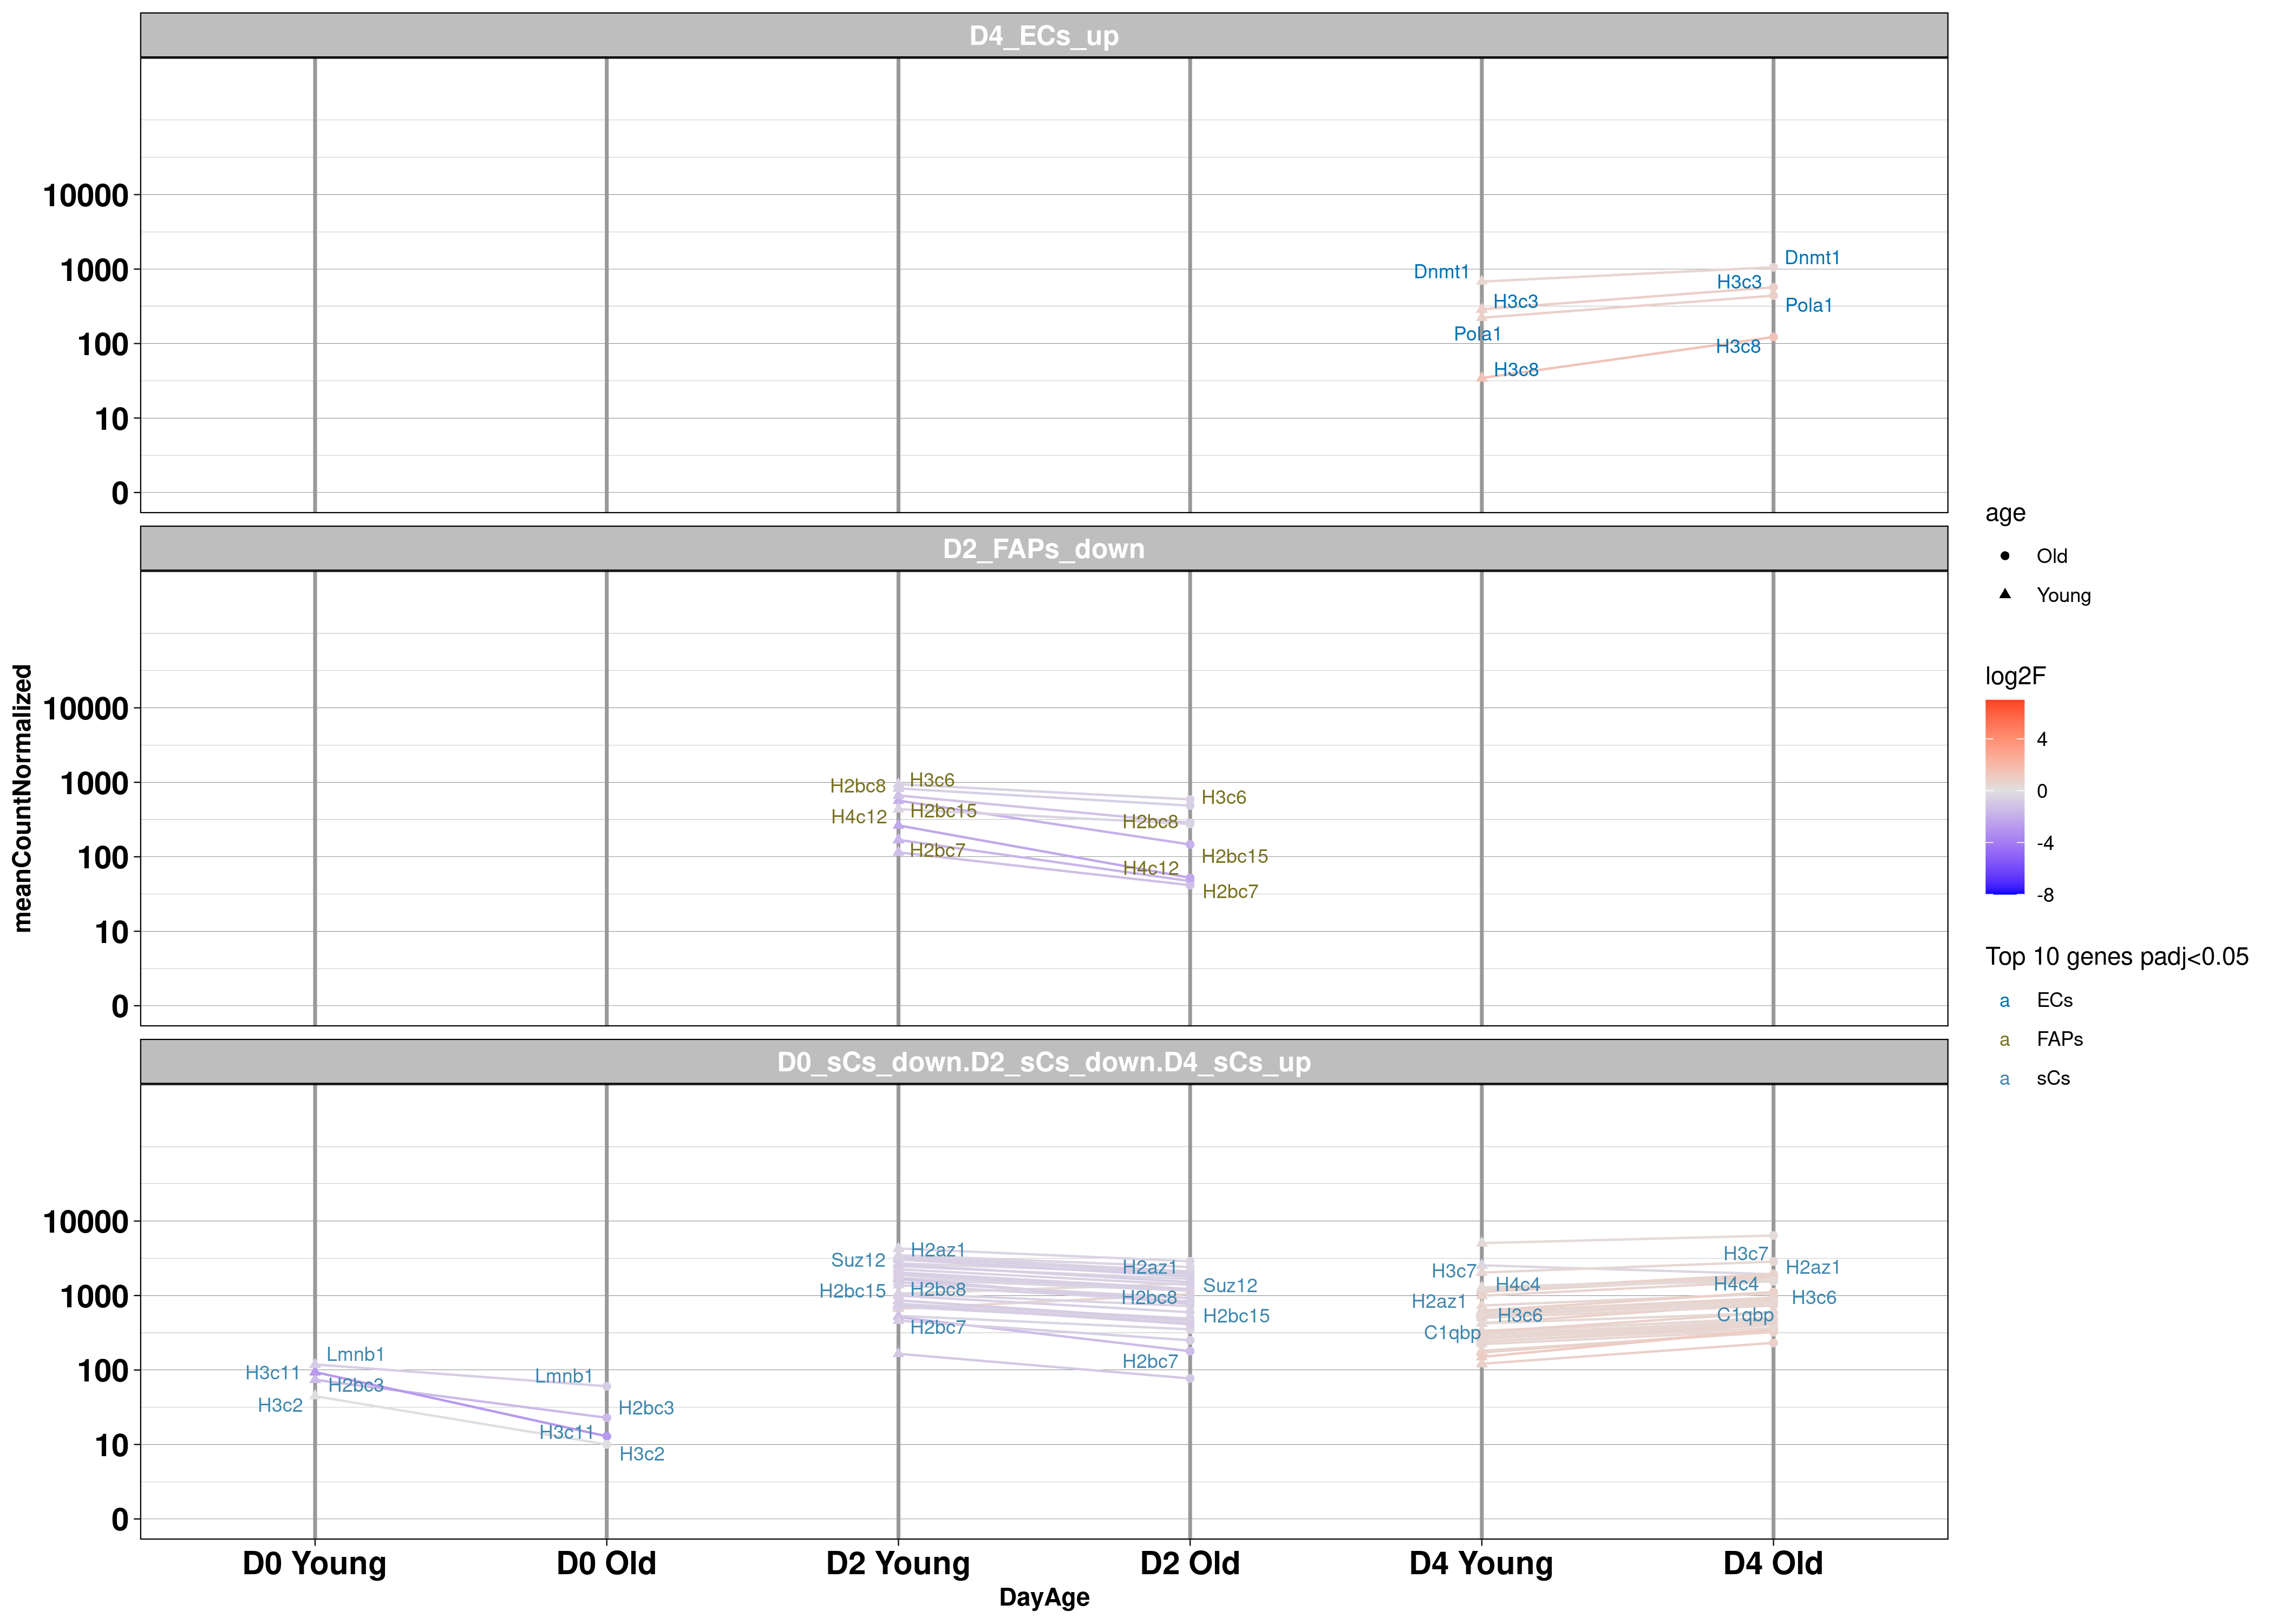 D4_ECs_up
10000
1000
100
10
0
Dnmt1
Dnmt1
H3c3
H3c3
Pola1
Pola1
H3c8
H3c8
D2_FAPs_down
10000
1000
100
10
0
H2bc8
H3c6
H3c6
H4c12
H2bc15
H2bc8
H2bc7
H4c12
H2bc15
H2bc7
D0_sCs_down.D2_sCs_down.D4_sCs_up
10000
1000
100
10
0
Lmnb1
H3c11
H2bc3
H3c2
Lmnb1
H2bc3
H3c11
H3c2
Suz12
H2az1
H2bc15
H2bc8
H2bc7
H2az1
Suz12
H2bc8
H2bc15
H2bc7
H3c7
H4c4
H2az1
H3c6
C1qbp
H3c7
H2az1
H4c4
H3c6
C1qbp
D0 Young
D0 Old
D2 Young
D2 Old
D4 Young
D4 Old
DayAge
meanCountNormalized
age
Old
Young
log2F
4
0
-4
-8
Top 10 genes padj<0.05
a ECs
a FAPs
a sCs